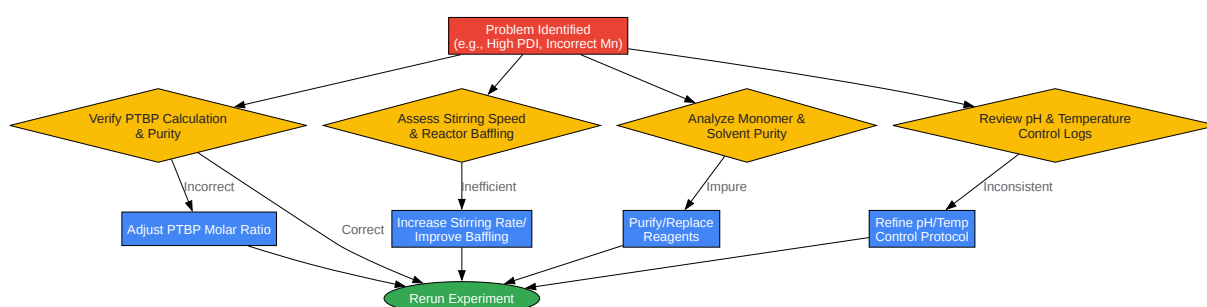 Problem Identified
(e.g., High PDI, Incorrect Mn)
Verify PTBP Calculation
& Purity
Assess Stirring Speed
& Reactor Baffling
Analyze Monomer &
Solvent Purity
Review pH & Temperature
Control Logs
Incorrect
Inefficient
Impure
Inconsistent
Adjust PTBP Molar Ratio
Correct
Increase Stirring Rate/
Improve Baffling
Purify/Replace
Reagents
Refine pH/Temp
Control Protocol
Rerun Experiment